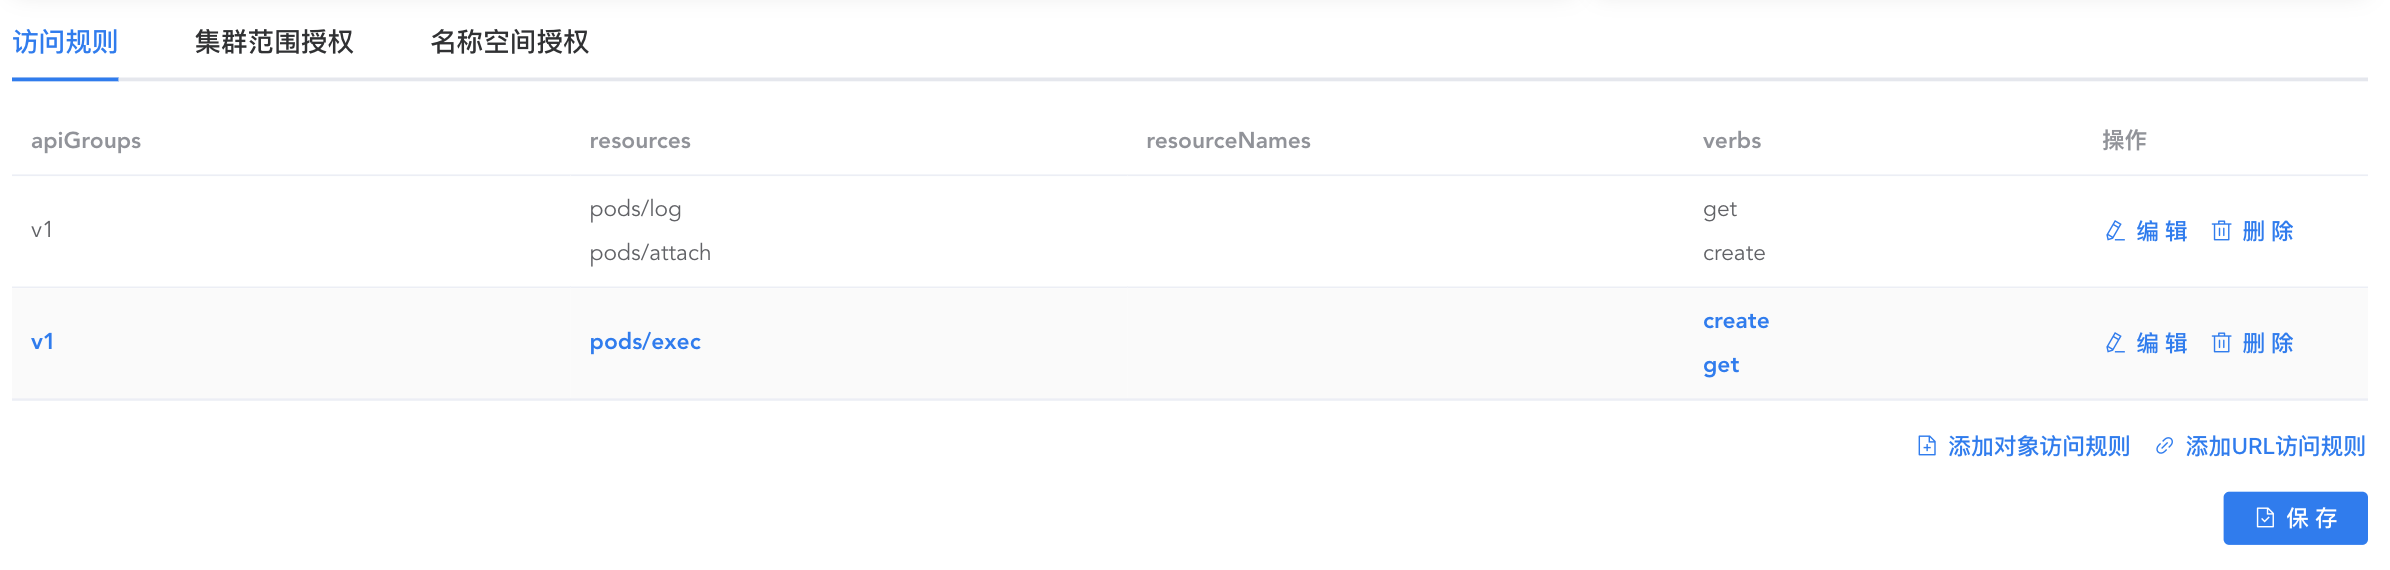 访问规则 集群范围授权 名称空间授权
apiGroups resources resourceNames verbs 操作
v1 pods/log get 编 辑 删 除
pods/attach create
v1 pods/exec create 编 辑 删 除
get
添加对象访问规则 添加URL访问规则
保 存